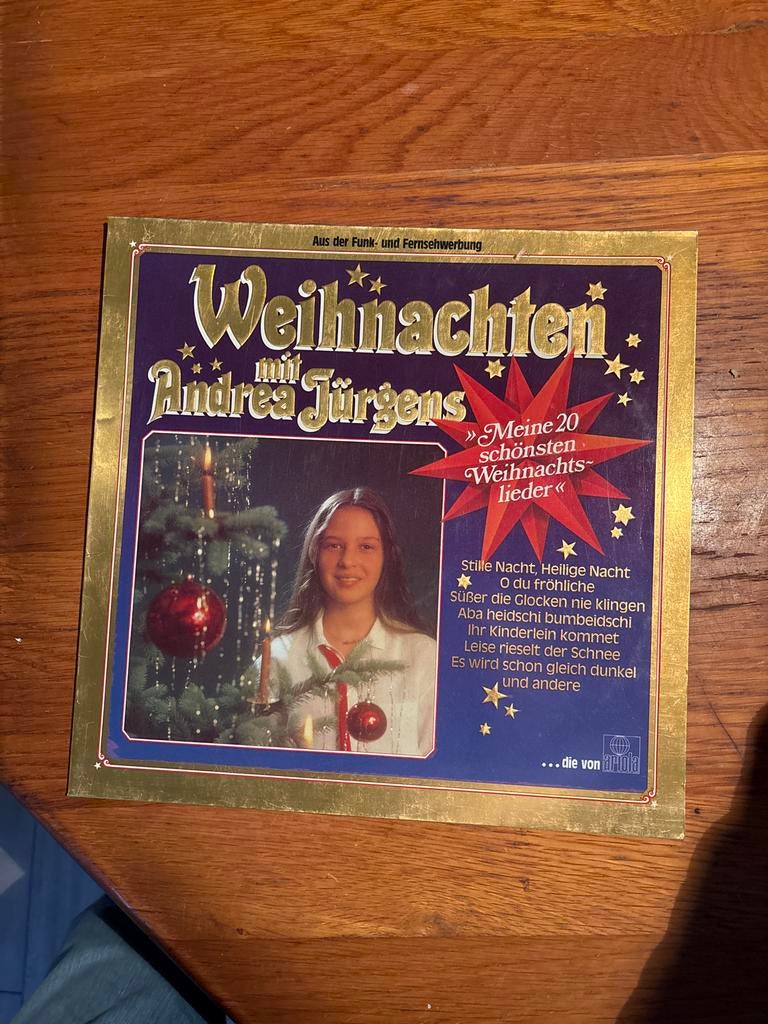 Aus der Funk- und Fernsehwerbung
Weihnachten
mit
Andrea Jürgens
»Meine 20
schönsten
Weihnachts-
lieder«
Stille Nacht, Heilige Nacht
O du fröhliche
Süßer die Glocken nie klingen
Aba heidschi bumbeidschi
Ihr Kinderlein kommet
Leise rieselt der Schnee
Es wird schon gleich dunkel
und andere
...die von ariola